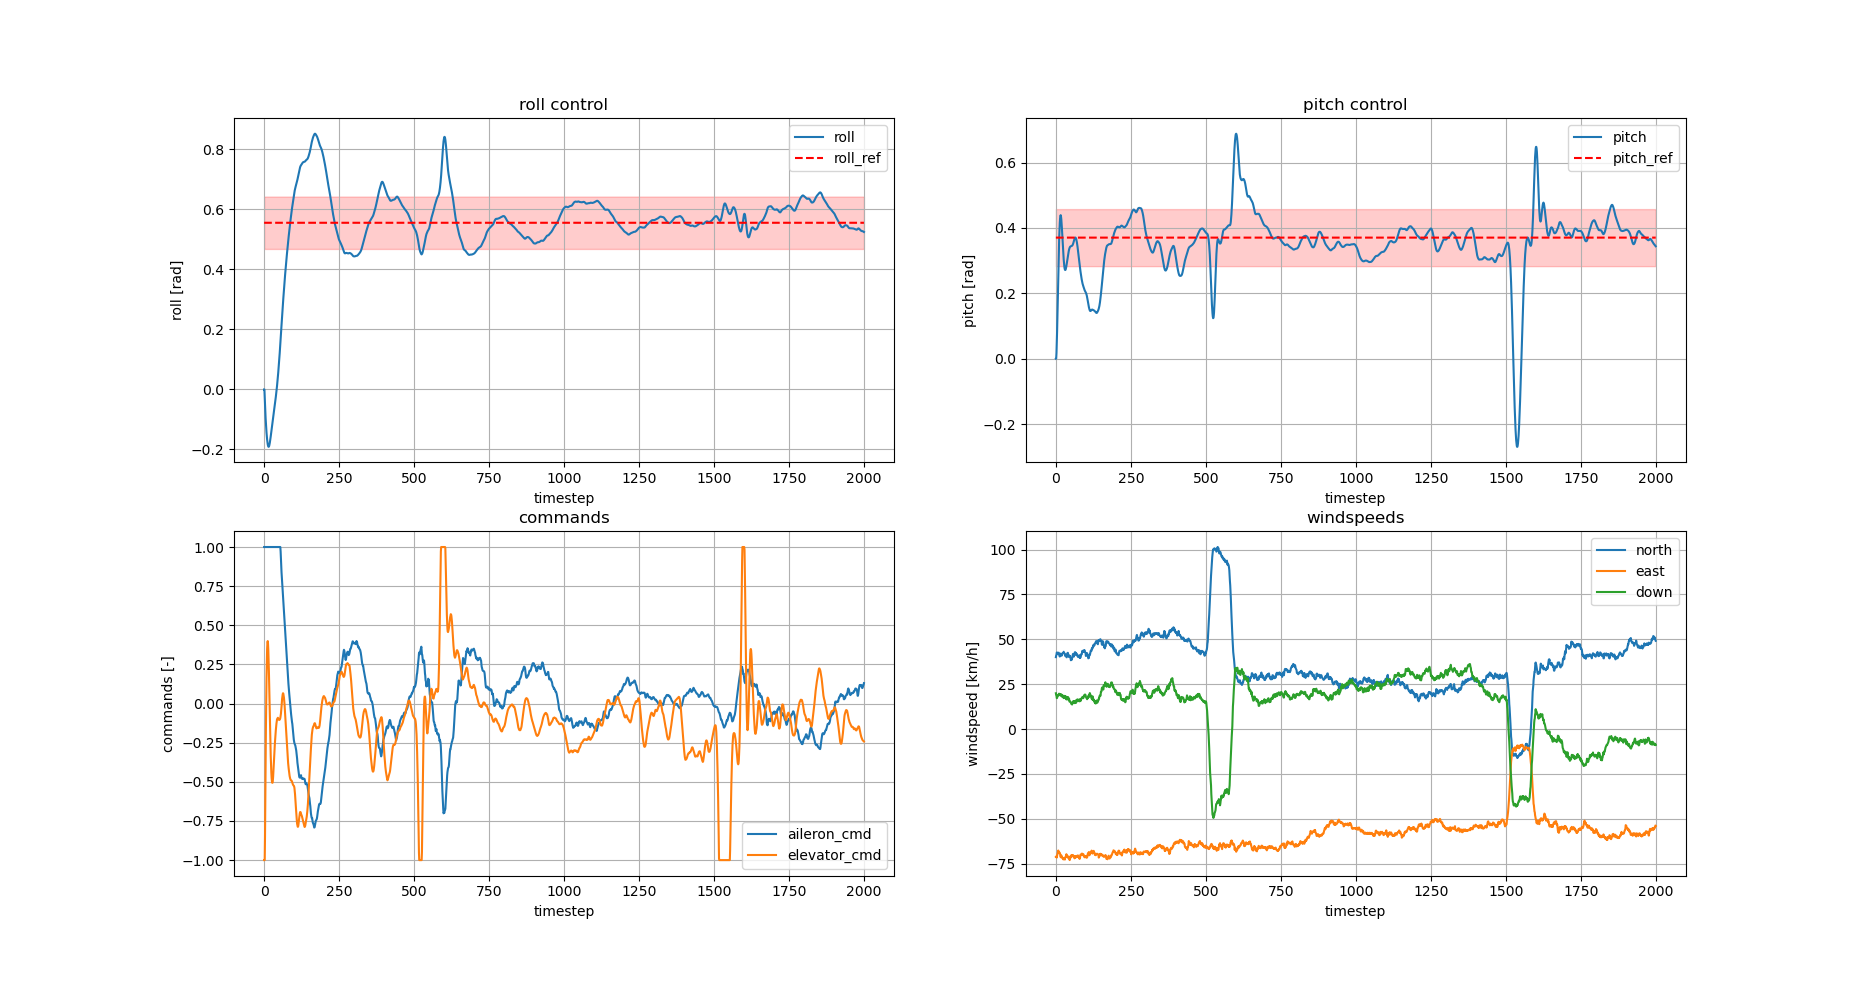 roll control
0.8
0.6
0.4
0.2
0.0
−0.2
roll [rad]
roll
roll_ref
0 250 500 750 1000 1250 1500 1750 2000
timestep
pitch control
0.6
0.4
0.2
0.0
−0.2
pitch [rad]
pitch
pitch_ref
0 250 500 750 1000 1250 1500 1750 2000
timestep
commands
1.00
0.75
0.50
0.25
0.00
−0.25
−0.50
−0.75
−1.00
commands [-]
aileron_cmd
elevator_cmd
0 250 500 750 1000 1250 1500 1750 2000
timestep
windspeeds
100
75
50
25
0
−25
−50
−75
windspeed [km/h]
north
east
down
0 250 500 750 1000 1250 1500 1750 2000
timestep